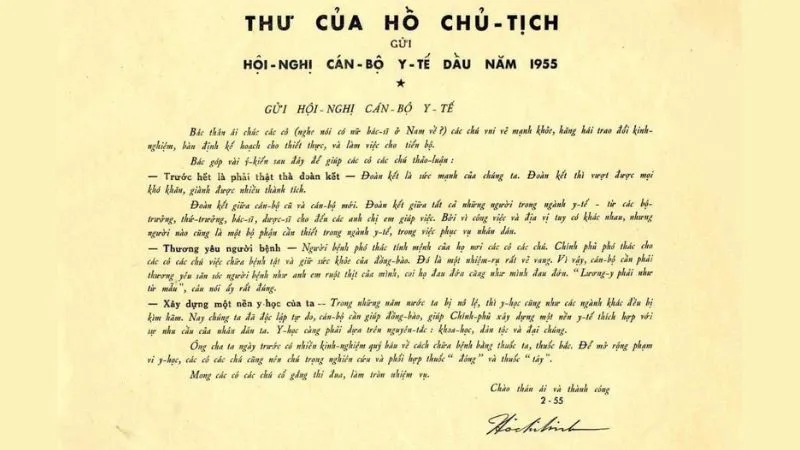 THƯ CỦA HỒ CHỦ-TỊCH
GỬI
HỘI-NGHỊ CÁN-BỘ Y-TẾ DẦU NĂM 1955
GỬI HỘI-NGHỊ CÁN-BỘ Y-TẾ
Bác thân ái chúc các cô (nghe nói có nữ bác-sĩ ở Nam về?) các chú vui vẻ mạnh khỏe, hăng hái trao đổi kinh-
nghiệm, bàn định kế hoạch cho thiết thực, và làm việc cho tiến bộ.
Bác góp vài ý-kiến sau đây để giúp các cô các chú thảo-luận :
— Trước hết là phải thật thà đoàn kết — Đoàn kết là sức mạnh của chúng ta. Đoàn kết thì vượt được mọi
khó khăn, giành được nhiều thành tích.
Đoàn kết giữa cán-bộ cũ và cán-bộ mới. Đoàn kết giữa tất cả những người trong ngành y-tế - từ các bộ-
trưởng, thứ-trưởng, bác-sĩ, dược-sĩ cho đến các anh chị em giúp việc. Bởi vì công việc và địa vị tuy có khác nhau, nhưng
người nào cũng là một bộ phận cần thiết trong ngành y-tế, trong việc phục vụ nhân dân.
— Thương yêu người bệnh — Người bệnh phó thác tính mệnh của họ nơi các cô các chú. Chính phủ phó thác cho
các cô các chú việc chữa bệnh tật và giữ sức khỏe của đồng-bào. Đó là một nhiệm-vụ rất vẻ vang. Vì vậy, cán-bộ cần phải
thương yêu săn sóc người bệnh như anh em ruột thịt của mình, coi họ đau đớn cũng như mình đau đớn. “Lương-y phải như
từ mẫu”, câu nói ấy rất đúng.
— Xây dựng một nền y-học của ta -- Trong những năm nước ta bị nô lệ, thì y-học cũng như các ngành khác đều bị
kìm hãm. Nay chúng ta đã độc lập tự do, cán-bộ cần giúp đồng-bào, giúp Chính-phủ xây dựng một nền y tế thích hợp với
sự nhu cầu của nhân dân ta. Y-học càng phải dựa trên nguyên-tắc : khoa-học, dân tộc và đại chúng.
Ông cha ta ngày trước có nhiều kinh-nghiệm quý báu về cách chữa bệnh bằng thuốc ta, thuốc bắc. Để mở rộng phạm
vi y-học, các cô các chú cũng nên chú trọng nghiên cứu và phối hợp thuốc “ đông” và thuốc “tây”.
Mong các cô các chú cố gắng thi đua, làm tròn nhiệm vụ.
Chào thân ái và thành công
2 - 55
Hồ Chí Minh